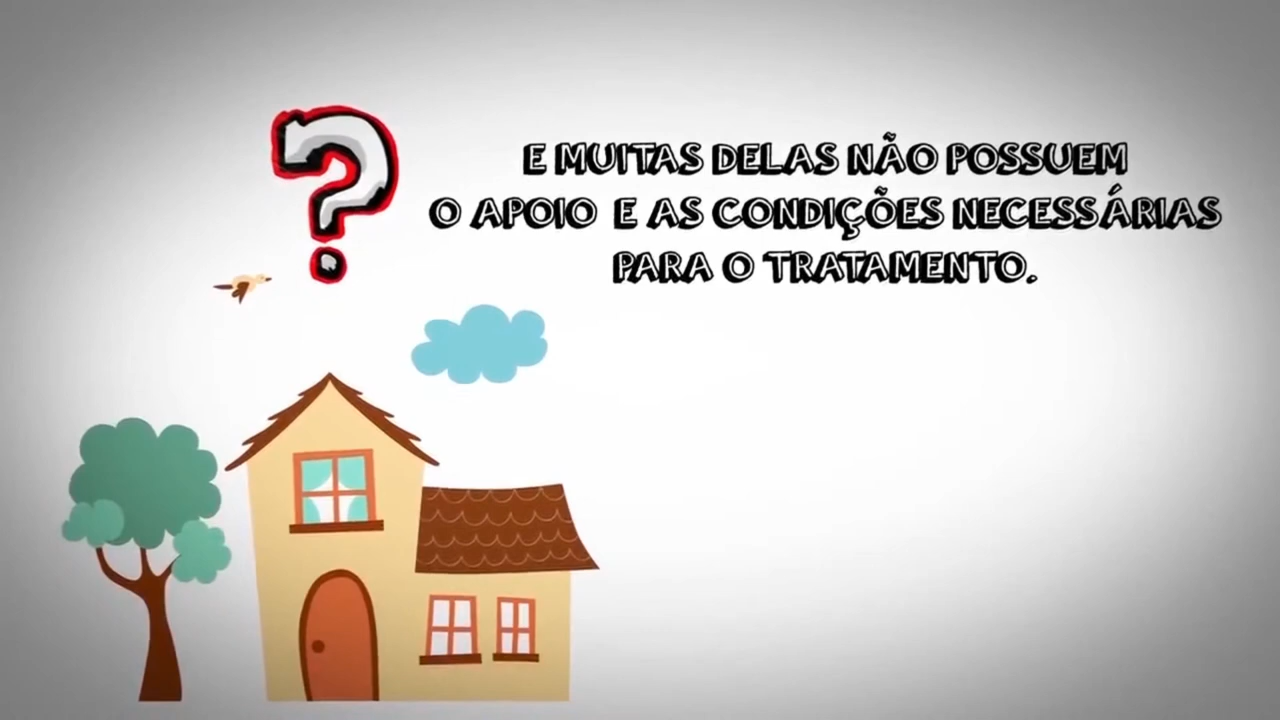 ?
E MUITAS DELAS NÃO POSSUEM
O APOIO E AS CONDIÇÕES NECESSÁRIAS
PARA O TRATAMENTO.